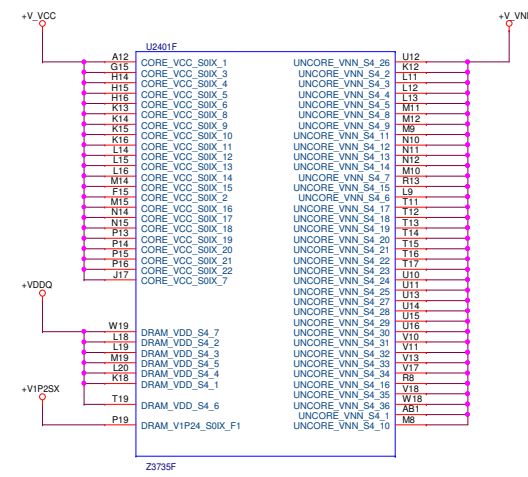 +V_VCC
+V_VNN
U2401F
A12 CORE_VCC_S0IX_1 UNCORE_VNN_S4_26 U12
G15 CORE_VCC_S0IX_3 UNCORE_VNN_S4_2 K12
H14 CORE_VCC_S0IX_4 UNCORE_VNN_S4_3 L11
H15 CORE_VCC_S0IX_5 UNCORE_VNN_S4_4 L12
H16 CORE_VCC_S0IX_6 UNCORE_VNN_S4_5 L13
K13 CORE_VCC_S0IX_8 UNCORE_VNN_S4_8 M11
K14 CORE_VCC_S0IX_9 UNCORE_VNN_S4_9 M12
K15 CORE_VCC_S0IX_10 UNCORE_VNN_S4_11 M9
K16 CORE_VCC_S0IX_11 UNCORE_VNN_S4_12 N10
L14 CORE_VCC_S0IX_12 UNCORE_VNN_S4_13 N11
L15 CORE_VCC_S0IX_13 UNCORE_VNN_S4_14 N12
L16 CORE_VCC_S0IX_14 UNCORE_VNN_S4_7 M10
M14 CORE_VCC_S0IX_15 UNCORE_VNN_S4_15 R13
F15 CORE_VCC_S0IX_2 UNCORE_VNN_S4_6 L9
M15 CORE_VCC_S0IX_16 UNCORE_VNN_S4_17 T11
N14 CORE_VCC_S0IX_17 UNCORE_VNN_S4_18 T12
N15 CORE_VCC_S0IX_18 UNCORE_VNN_S4_19 T13
P13 CORE_VCC_S0IX_19 UNCORE_VNN_S4_20 T14
P14 CORE_VCC_S0IX_20 UNCORE_VNN_S4_21 T15
P15 CORE_VCC_S0IX_21 UNCORE_VNN_S4_22 T16
P16 CORE_VCC_S0IX_22 UNCORE_VNN_S4_23 T17
J17 CORE_VCC_S0IX_7 UNCORE_VNN_S4_24 U10
+VDDQ
UNCORE_VNN_S4_25 U11
UNCORE_VNN_S4_27 U13
UNCORE_VNN_S4_28 U14
UNCORE_VNN_S4_29 U15
W19 DRAM_VDD_S4_7 UNCORE_VNN_S4_30 U16
L18 DRAM_VDD_S4_2 UNCORE_VNN_S4_31 V10
L19 DRAM_VDD_S4_3 UNCORE_VNN_S4_32 V11
M19 DRAM_VDD_S4_5 UNCORE_VNN_S4_33 V13
L20 DRAM_VDD_S4_4 UNCORE_VNN_S4_34 V17
K18 DRAM_VDD_S4_1 UNCORE_VNN_S4_16 R8
+V1P2SX
UNCORE_VNN_S4_35 V18
T19 DRAM_VDD_S4_6 UNCORE_VNN_S4_36 W18
UNCORE_VNN_S4_1 AB1
P19 DRAM_V1P24_S0IX_F1 UNCORE_VNN_S4_10 M8
Z3735F